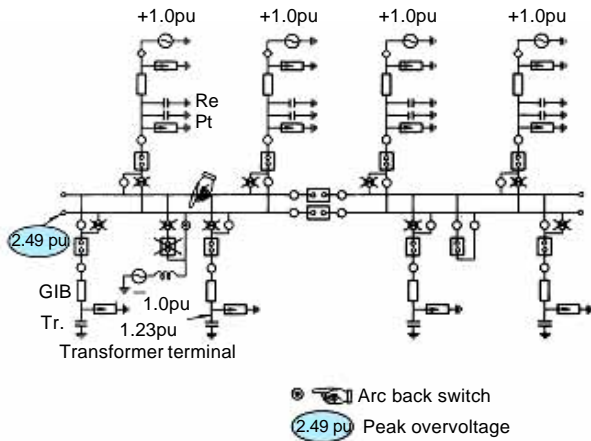 +1.0pu +1.0pu +1.0pu +1.0pu
Re
Pt
2.49 pu
GIB
1.0pu
Tr.
1.23pu
Transformer terminal
Arc back switch
2.49 pu Peak overvoltage